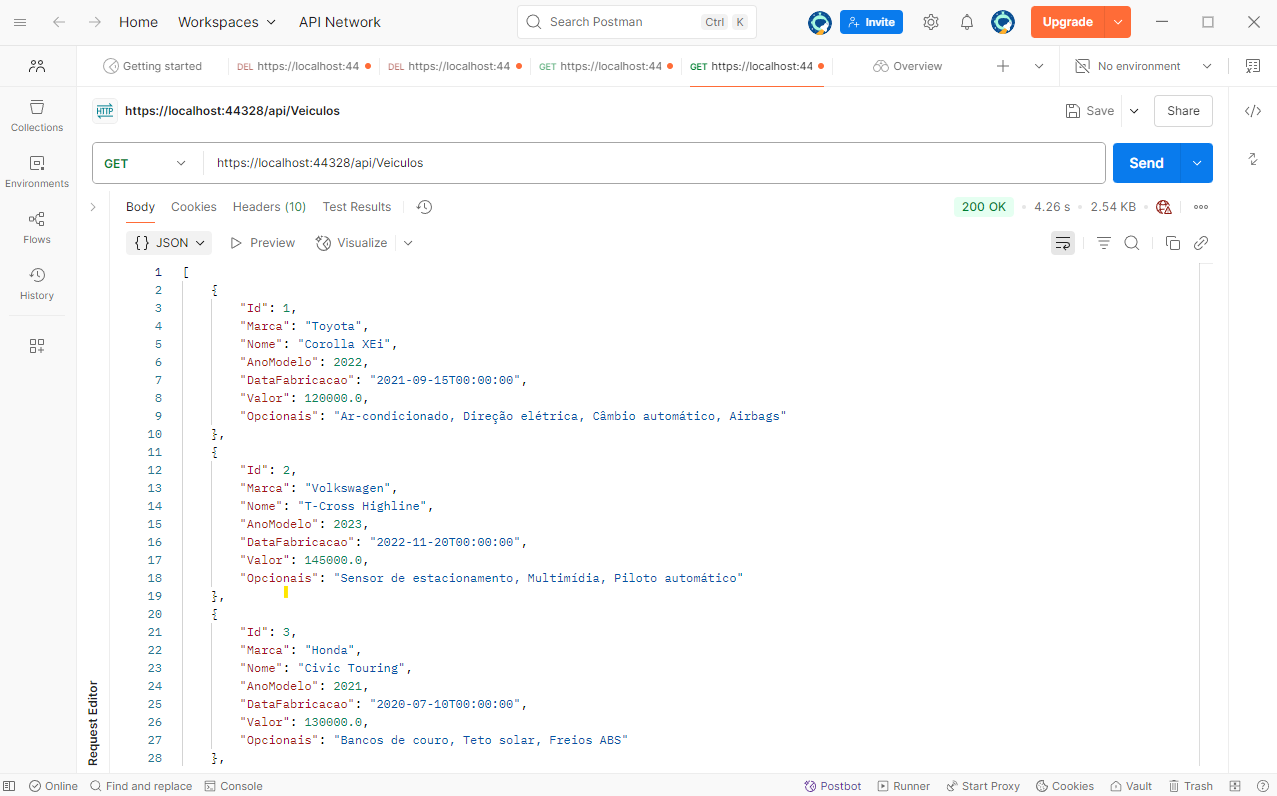 Home Workspaces API Network Search Postman Ctrl K Invite Upgrade
Getting started DEL https://localhost:44 DEL https://localhost:44 GET https://localhost:44 GET https://localhost:44 Overview No environment
HTTP https://localhost:44328/api/Veiculos Save Share
Collections
Environments
Flows
History
GET https://localhost:44328/api/Veiculos Send
Body Cookies Headers (10) Test Results 200 OK 4.26 s 2.54 KB
{} JSON Preview Visualize
1 [
2 {
3 "Id": 1,
4 "Marca": "Toyota",
5 "Nome": "Corolla XEi",
6 "AnoModelo": 2022,
7 "DataFabricacao": "2021-09-15T00:00:00",
8 "Valor": 120000.0,
9 "Opcionais": "Ar-condicionado, Direção elétrica, Câmbio automático, Airbags"
10 },
11 {
12 "Id": 2,
13 "Marca": "Volkswagen",
14 "Nome": "T-Cross Highline",
15 "AnoModelo": 2023,
16 "DataFabricacao": "2022-11-20T00:00:00",
17 "Valor": 145000.0,
18 "Opcionais": "Sensor de estacionamento, Multimídia, Piloto automático"
19 },
20 {
21 "Id": 3,
22 "Marca": "Honda",
23 "Nome": "Civic Touring",
24 "AnoModelo": 2021,
25 "DataFabricacao": "2020-07-10T00:00:00",
26 "Valor": 130000.0,
27 "Opcionais": "Bancos de couro, Teto solar, Freios ABS"
28 },
Request Editor
Online Find and replace Console Postbot Runner Start Proxy Cookies Vault Trash